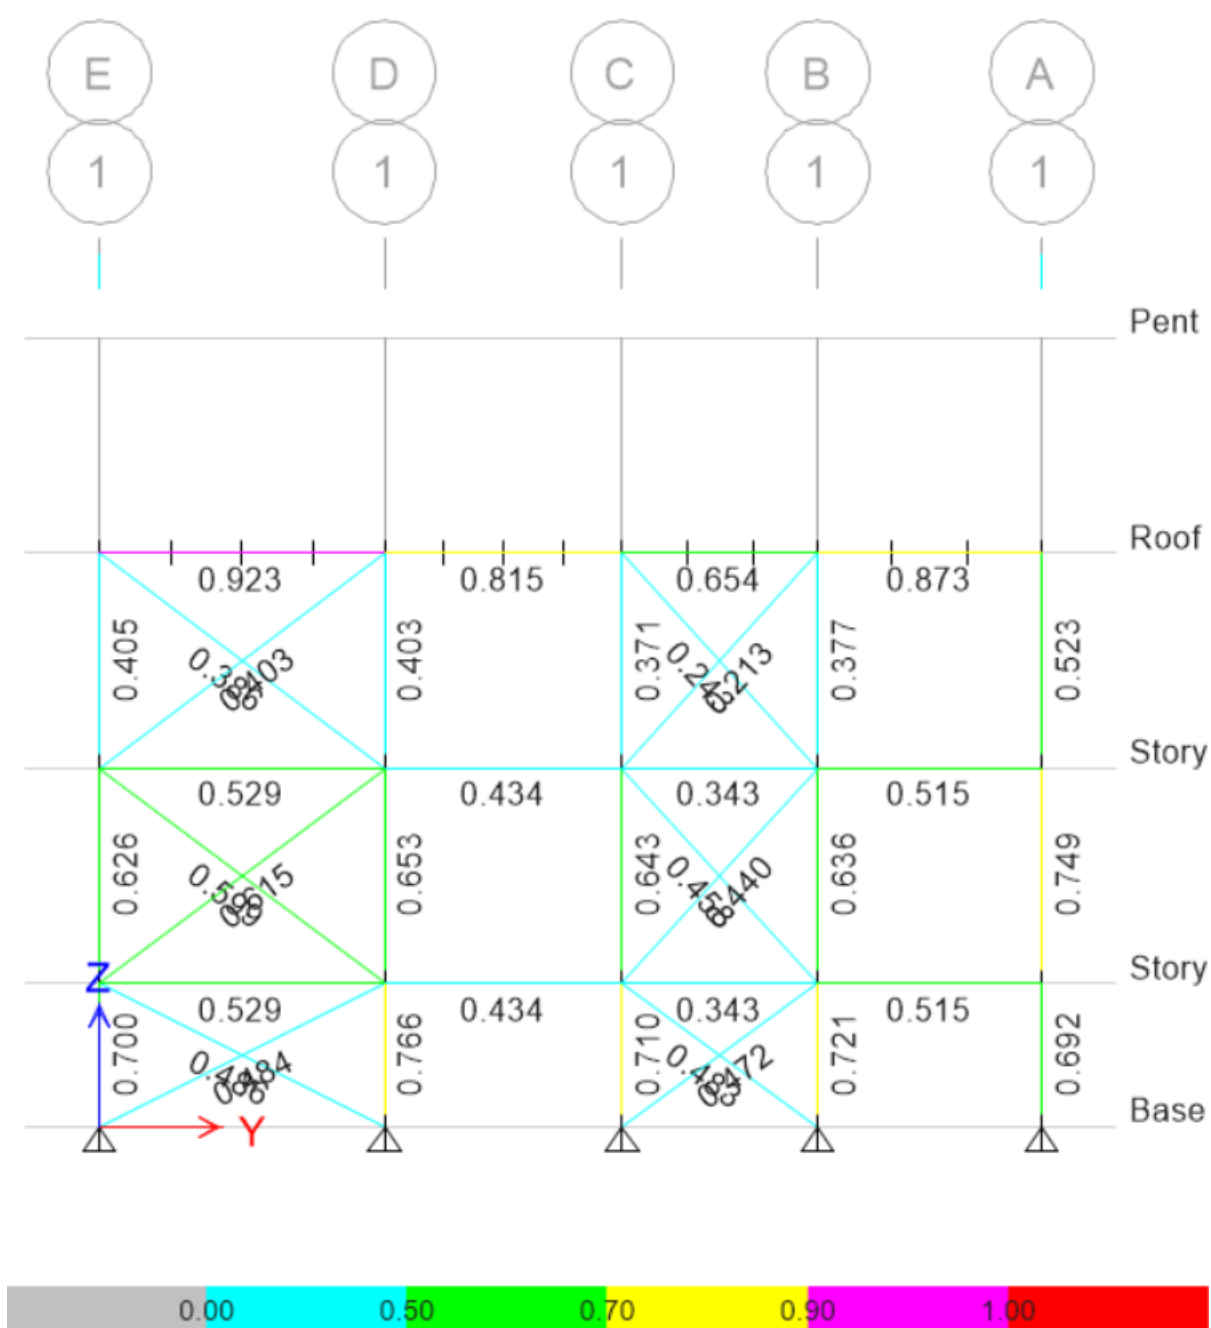 E D C B A
1 1 1 1 1
Pent
Roof
0.923 0.815 0.654 0.873
0.405 0.403 0.371 0.377 0.523
Story
0.529 0.434 0.343 0.515
0.626 0.653 0.643 0.636 0.749
Story
Z
0.529 0.434 0.343 0.515
0.700 0.766 0.710 0.721 0.692
Base
Y
0.00 0.50 0.70 0.90 1.00